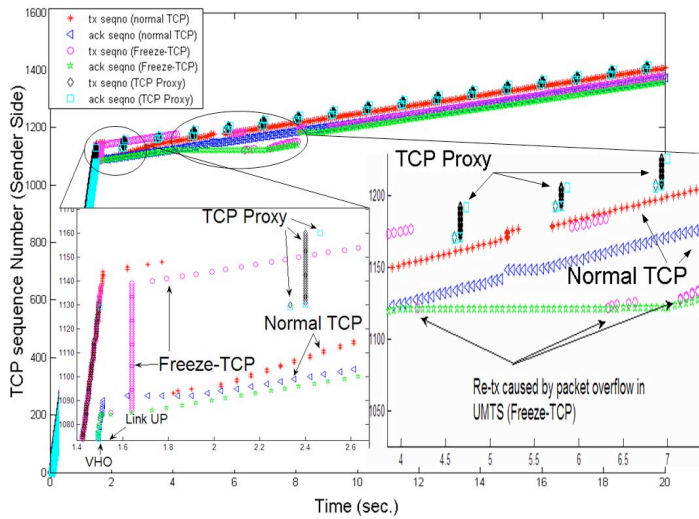 tx seqno (normal TCP)
ack seqno (normal TCP)
tx seqno (Freeze-TCP)
ack seqno (Freeze-TCP)
tx seqno (TCP Proxy)
ack seqno (TCP Proxy)
TCP sequence Number (Sender Side)
1400
1200
1000
800
600
400
200
0
0 2 4 6 8 10 12 14 16 18 20
Time (sec.)
TCP Proxy
Normal TCP
Freeze-TCP
Link UP
VHO
1160
1150
1140
1130
1120
1110
1100
1090
1080
1.4 1.6 1.8 2 2.2 2.4 2.6
TCP Proxy
Normal TCP
Re-tx caused by packet overflow in
UMTS (Freeze-TCP)
1200
1150
1100
1050
4 4.5 5 5.5 6 6.5 7